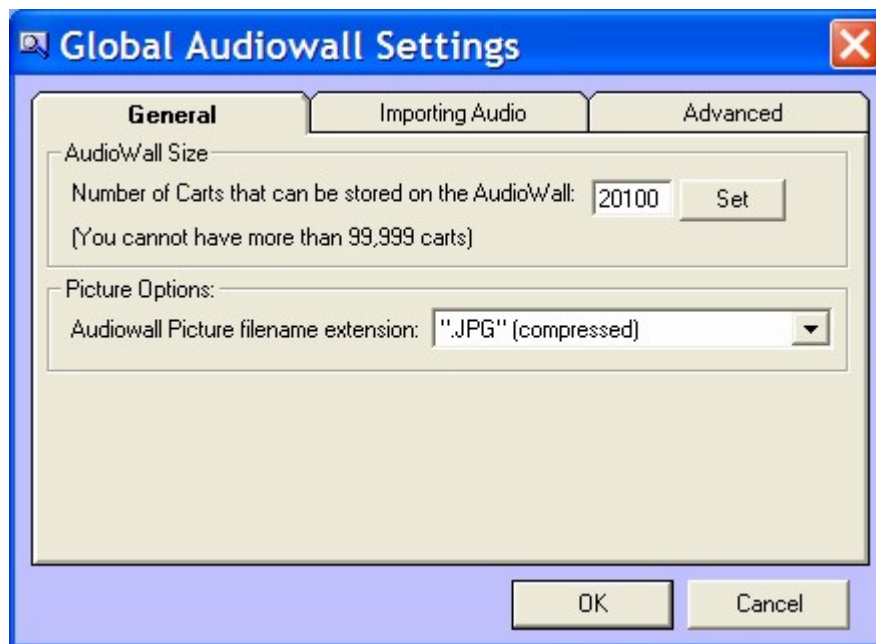 Global Audiowall Settings
General Importing Audio Advanced
AudioWall Size
Number of Carts that can be stored on the AudioWall: 20100 Set
(You cannot have more than 99,999 carts)
Picture Options:
Audiowall Picture filename extension: ".JPG" (compressed)
OK Cancel